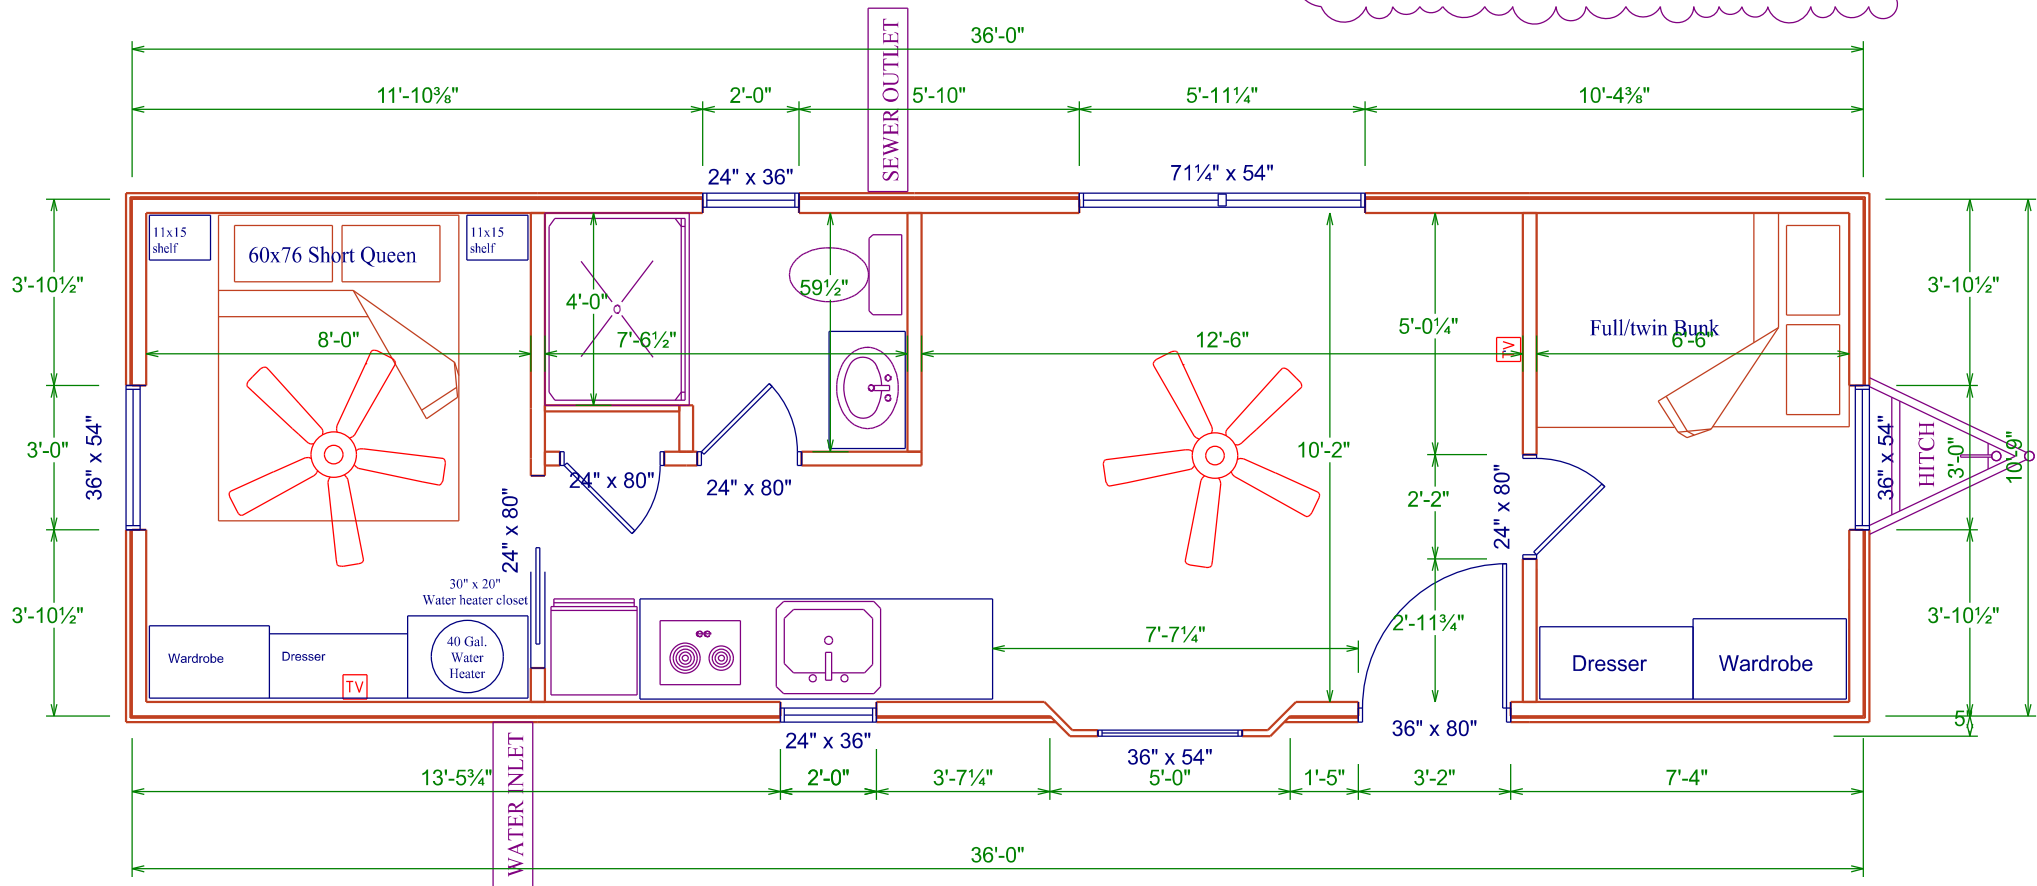 36'-0"
11'-10⅜"
2'-0"
5'-10"
5'-11¼"
10'-4⅜"
SEWER OUTLET
24" x 36"
71¼" x 54"
11x15
shelf
60x76 Short Queen
11x15
shelf
3'-10½"
3'-0"
3'-10½"
36" x 54"
8'-0"
4'-0"
7'-6½"
59½"
12'-6"
10'-2"
5'-0¼"
2'-2"
2'-11¾"
TV
Full/twin Bunk
6'-6"
3'-10½"
3'-0"
3'-10½"
10'-9"
5"
36" x 54"
HITCH
24" x 80"
24" x 80"
24" x 80"
24" x 80"
30" x 20"
Water heater closet
40 Gal.
Water
Heater
Wardrobe
Dresser
TV
7'-7¼"
Dresser
Wardrobe
24" x 36"
36" x 54"
36" x 80"
WATER INLET
13'-5¾"
2'-0"
3'-7¼"
5'-0"
1'-5"
3'-2"
7'-4"
36'-0"